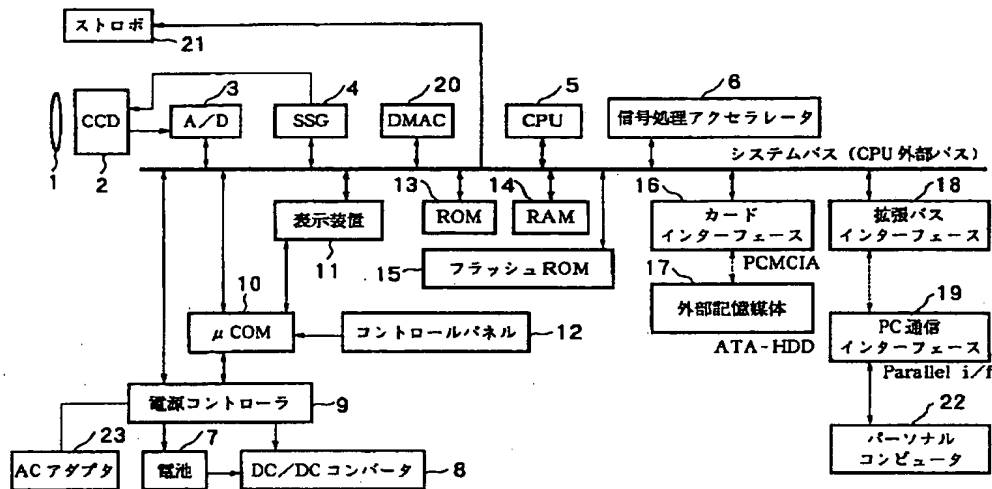 ストロボ
21
3
4
20
5
6
CCD
A/D
SSG
DMAC
CPU
信号処理アクセラレータ
1
2
システムバス (CPU 外部バス)
13
14
16
18
表示装置
ROM
RAM
カード
インターフェース
拡張バス
インターフェース
11
15
フラッシュROM
PCMCIA
10
17
19
μCOM
コントロールパネル
12
外部記憶媒体
ATA-HDD
PC通信
インターフェース
Parallel i/f
電源コントローラ
9
23
7
22
ACアダプタ
電池
DC/DC コンバータ
8
パーソナル
コンピュータ